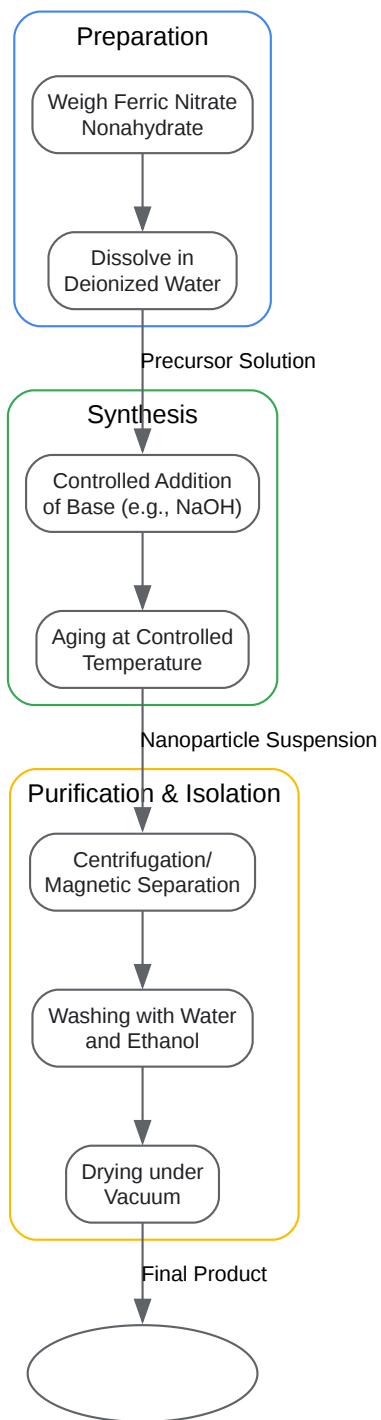 Preparation
Weigh Ferric Nitrate
Nonahydrate
Dissolve in
Deionized Water
Precursor Solution
Synthesis
Controlled Addition
of Base (e.g., NaOH)
Aging at Controlled
Temperature
Nanoparticle Suspension
Purification & Isolation
Centrifugation/
Magnetic Separation
Washing with Water
and Ethanol
Drying under
Vacuum
Final Product